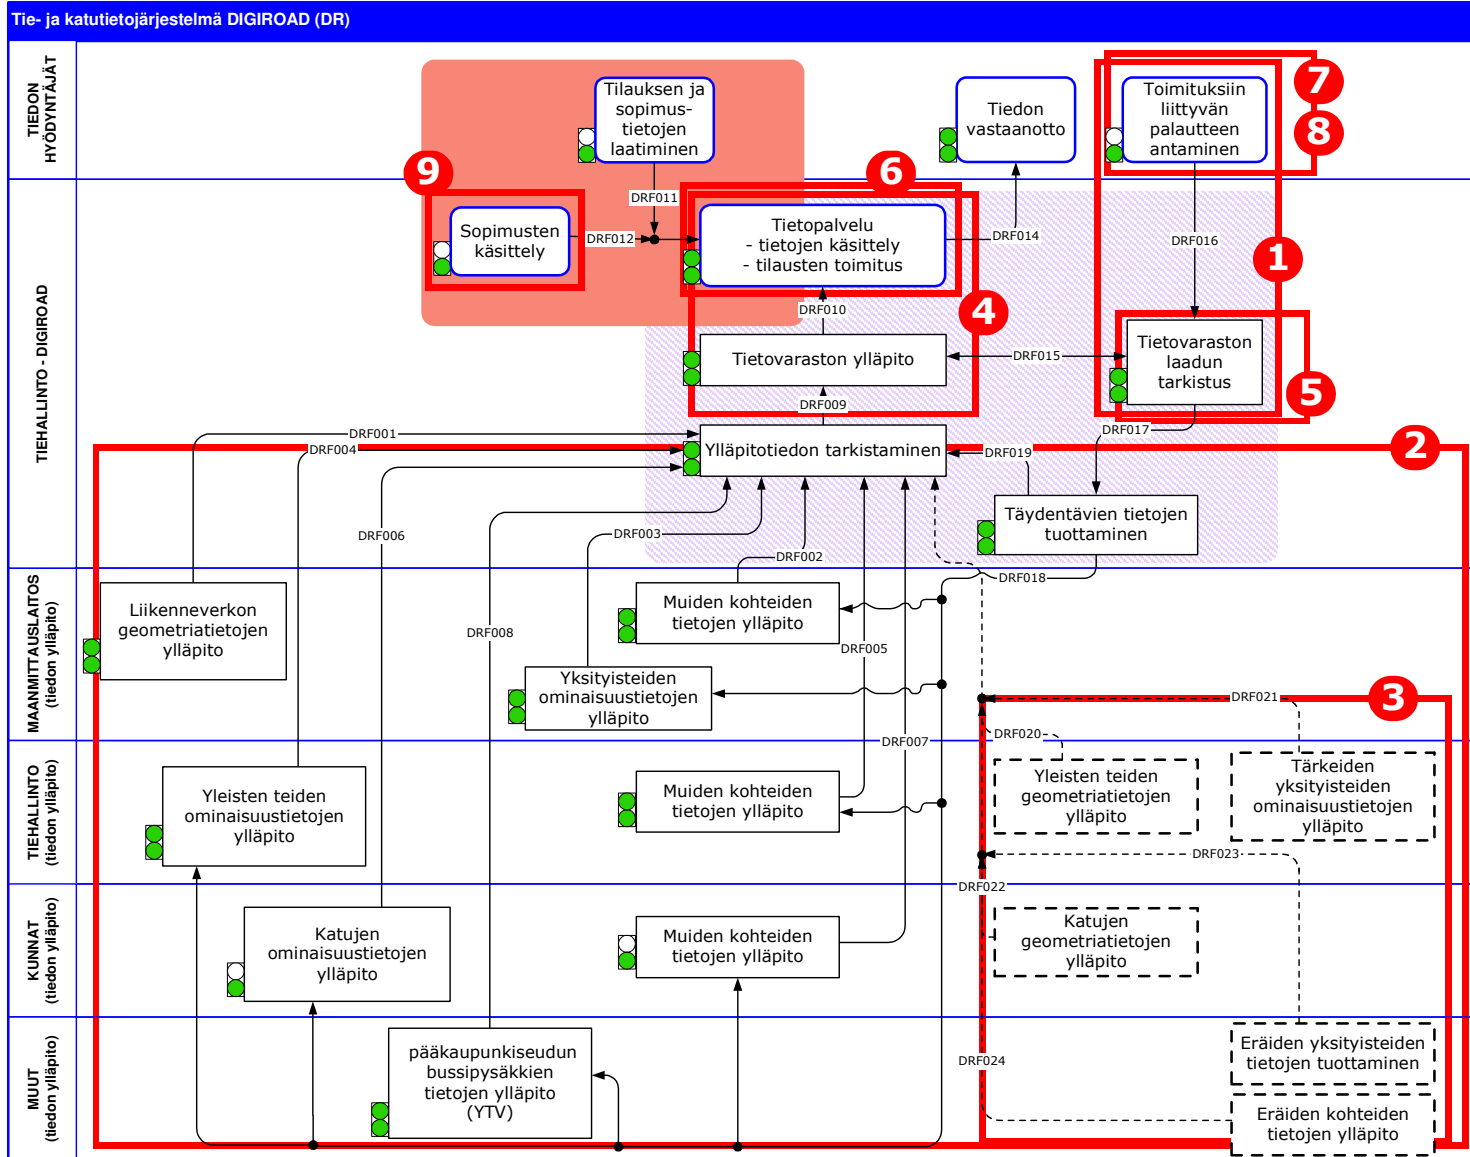 Tie- ja katutietojärjestelmä DIGIROAD (DR)
TIEDON
HYÖDYNTÄJÄT
Tilauksen ja
sopimus-
tietojen
laatiminen
Tiedon
vastaanotto
Toimituksiin
liittyvän
palautteen
antaminen
7
8
TIEHALLINTO - DIGIROAD
9
6
DRF011
Sopimusten
käsittely
DRF012
Tietopalvelu
- tietojen käsittely
- tilausten toimitus
DRF014
DRF016
1
DRF010
4
Tietovaraston ylläpito
DRF015
Tietovaraston
laadun
tarkistus
5
DRF009
DRF001
DRF004
Ylläpitotiedon tarkistaminen
DRF019
DRF017
2
DRF006
DRF003
DRF002
Täydentävien tietojen
tuottaminen
DRF018
MAANMITTAUSLAITOS
(tiedon ylläpito)
Liikenneverkon
geometriatietojen
ylläpito
DRF008
Muiden kohteiden
tietojen ylläpito
DRF005
Yksityisteiden
ominaisuustietojen
ylläpito
DRF021
3
DRF007
DRF020
TIEHALLINTO
(tiedon ylläpito)
Yleisten teiden
ominaisuustietojen
ylläpito
Muiden kohteiden
tietojen ylläpito
Yleisten teiden
geometriatietojen
ylläpito
Tärkeiden
yksityisteiden
ominaisuustietojen
ylläpito
DRF023
DRF022
KUNNAT
(tiedon ylläpito)
Katujen
ominaisuustietojen
ylläpito
Muiden kohteiden
tietojen ylläpito
Katujen
geometriatietojen
ylläpito
MUUT
(tiedon ylläpito)
pääkaupunkiseudun
bussipysäkkien
tietojen ylläpito
(YTV)
DRF024
Eräiden yksityisteiden
tietojen tuottaminen
Eräiden kohteiden
tietojen ylläpito